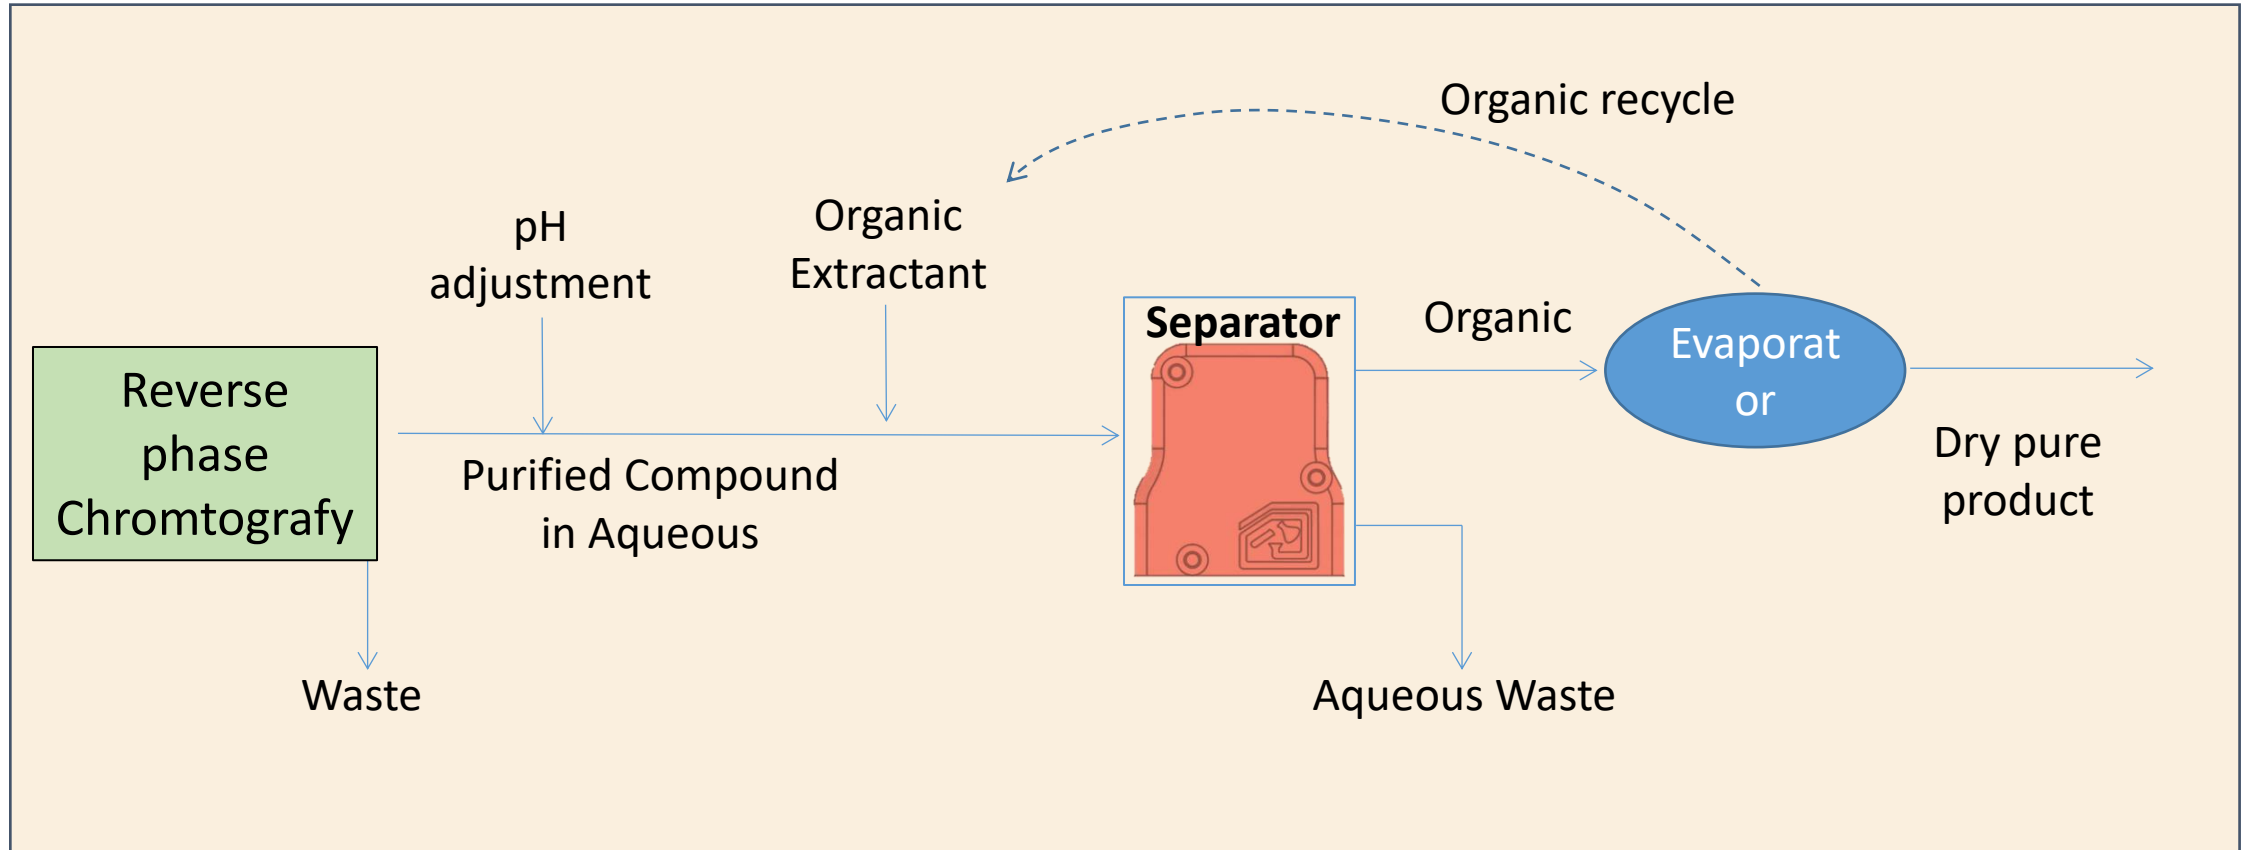 Organic recycle
pH
adjustment
Organic
Extractant
Separator
Organic
Evaporat
or
Reverse
phase
Chromtografy
Purified Compound
in Aqueous
Dry pure
product
Waste
Aqueous Waste